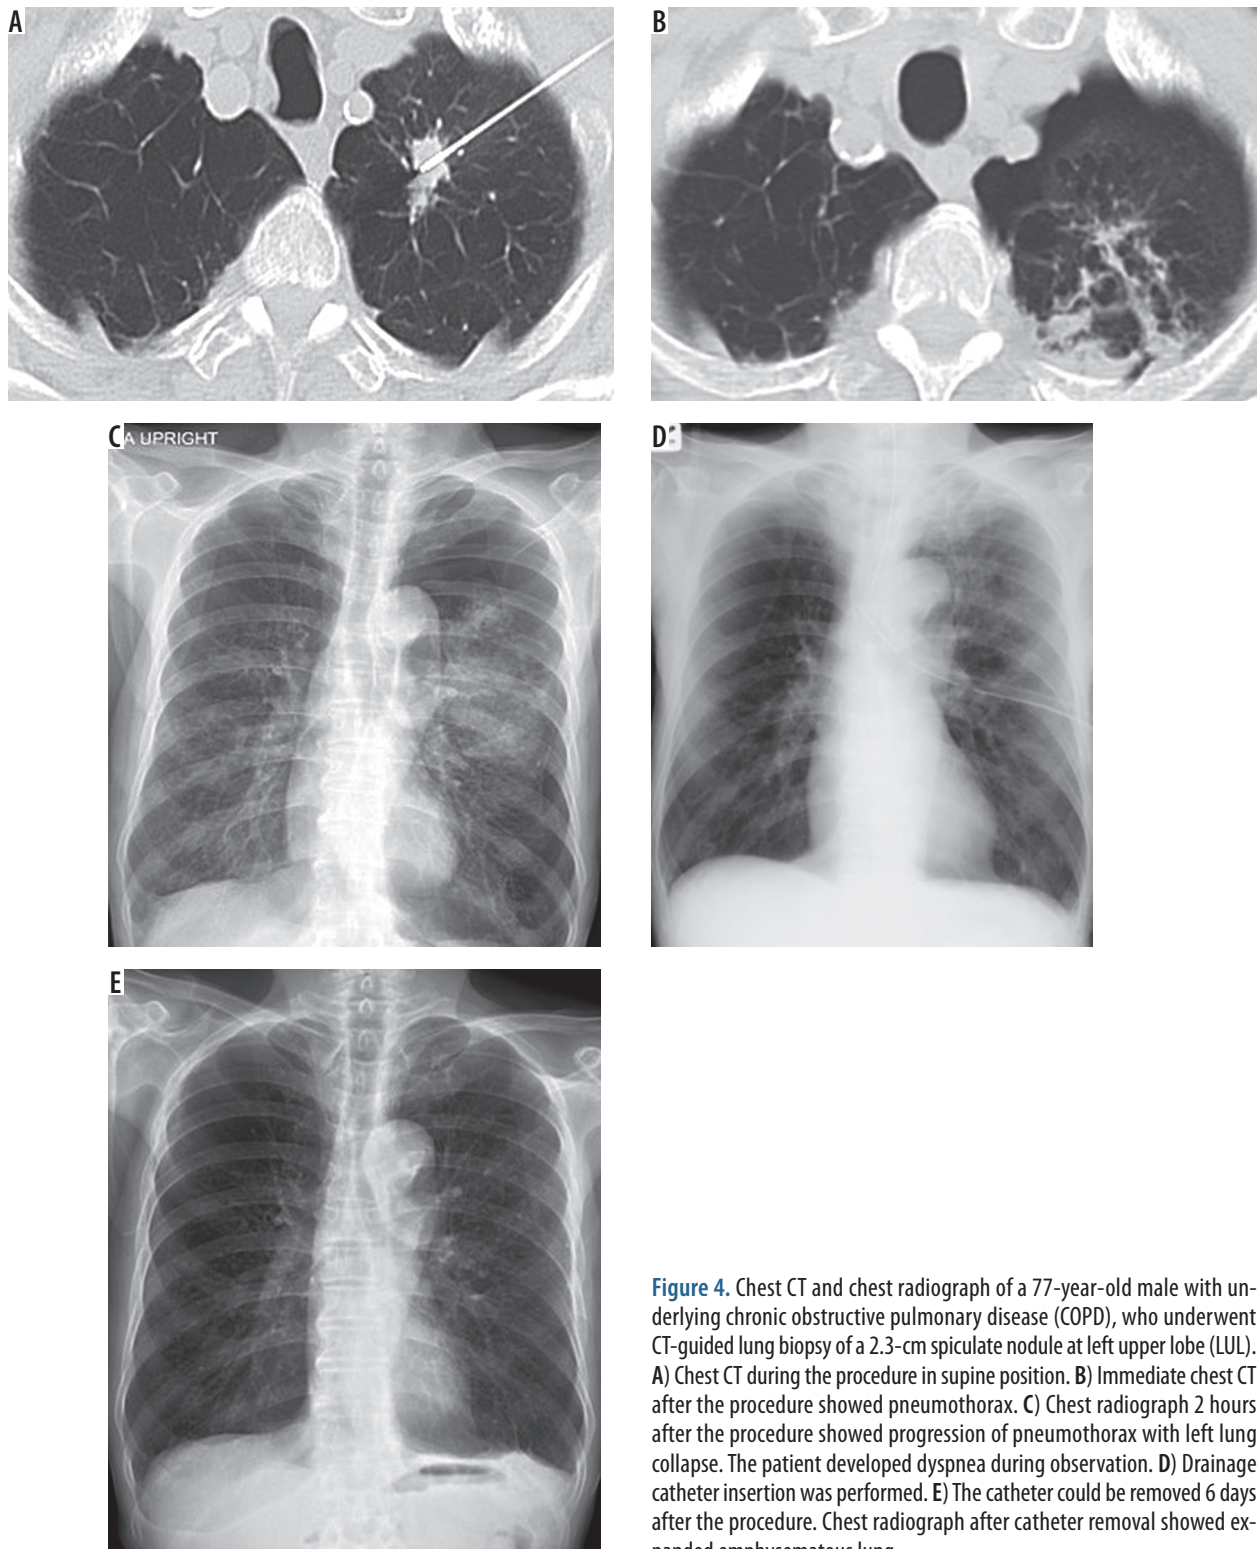 A
B
C
A UPRIGHT
D
E
Figure 4. Chest CT and chest radiograph of a 77-year-old male with un-
derlying chronic obstructive pulmonary disease (COPD), who underwent
CT-guided lung biopsy of a 2.3-cm spiculate nodule at left upper lobe (LUL).
A) Chest CT during the procedure in supine position. B) Immediate chest CT
after the procedure showed pneumothorax. C) Chest radiograph 2 hours
after the procedure showed progression of pneumothorax with left lung
collapse. The patient developed dyspnea during observation. D) Drainage
catheter insertion was performed. E) The catheter could be removed 6 days
after the procedure. Chest radiograph after catheter removal showed ex-
panded emphysematous lung